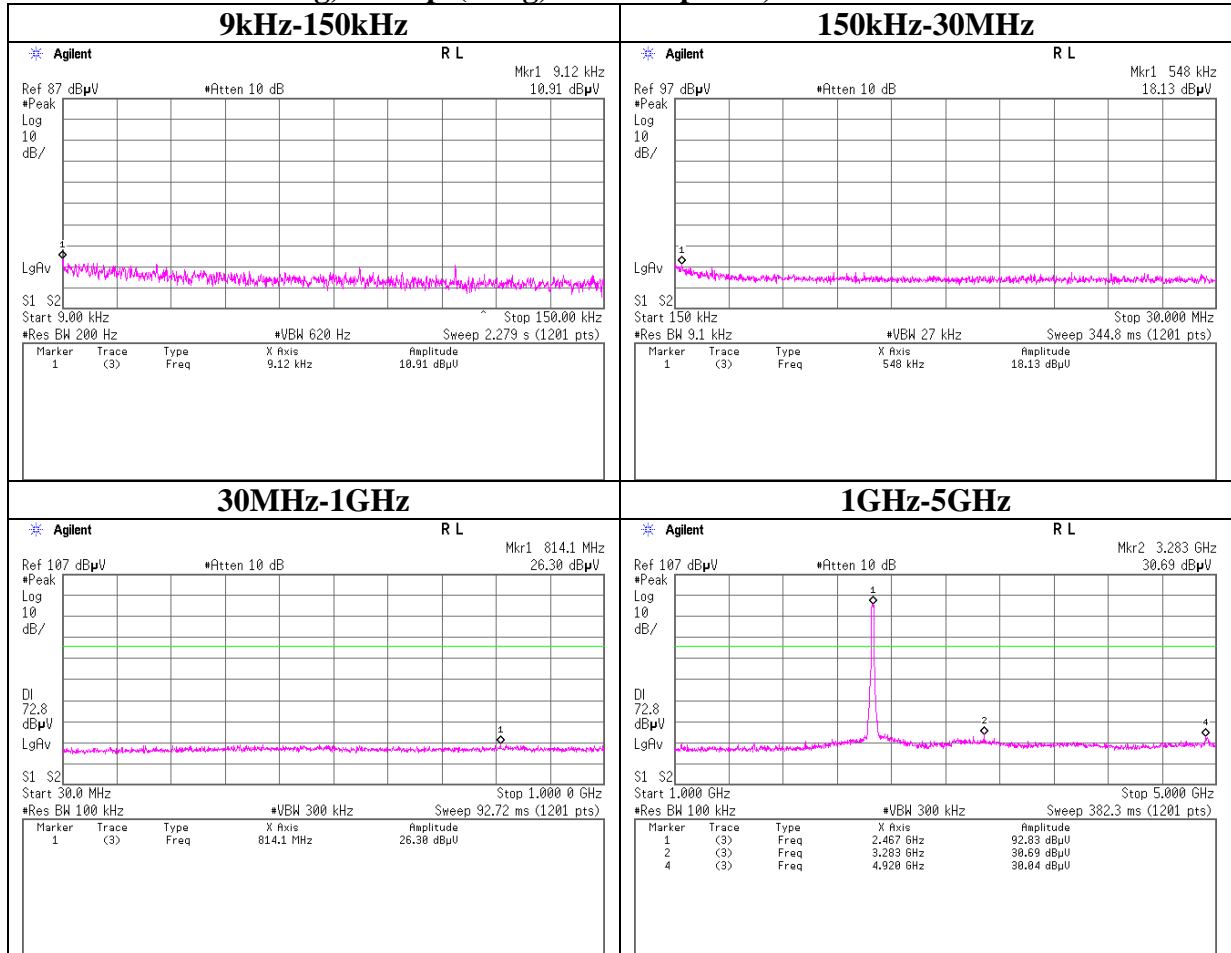 9kHz-150kHz
Agilent R L
Mkr1 9.12 kHz
Ref 87 dBµV #Atten 10 dB 10.91 dBµV
#Peak
Log
10
dB/
1
LgAv
S1 S2
Start 9.00 kHz ^ Stop 150.00 kHz
#Res BW 200 Hz #VBW 620 Hz Sweep 2.279 s (1201 pts)
Marker Trace Type X Axis Amplitude
1 (3) Freq 9.12 kHz 10.91 dBµV
150kHz-30MHz
Agilent R L
Mkr1 548 kHz
Ref 97 dBµV #Atten 10 dB 18.13 dBµV
#Peak
Log
10
dB/
1
LgAv
S1 S2
Start 150 kHz Stop 30.000 MHz
#Res BW 9.1 kHz #VBW 27 kHz Sweep 344.8 ms (1201 pts)
Marker Trace Type X Axis Amplitude
1 (3) Freq 548 kHz 18.13 dBµV
30MHz-1GHz
Agilent R L
Mkr1 814.1 MHz
Ref 107 dBµV #Atten 10 dB 26.30 dBµV
#Peak
Log
10
dB/
DI
72.8
dBµV
1
LgAv
S1 S2
Start 30.0 MHz Stop 1.000 0 GHz
#Res BW 100 kHz #VBW 300 kHz Sweep 92.72 ms (1201 pts)
Marker Trace Type X Axis Amplitude
1 (3) Freq 814.1 MHz 26.30 dBµV
1GHz-5GHz
Agilent R L
Mkr2 3.283 GHz
Ref 107 dBµV #Atten 10 dB 30.69 dBµV
#Peak
1
Log
10
dB/
DI
72.8
dBµV
2 4
LgAv
S1 S2
Start 1.000 GHz Stop 5.000 GHz
#Res BW 100 kHz #VBW 300 kHz Sweep 382.3 ms (1201 pts)
Marker Trace Type X Axis Amplitude
1 (3) Freq 2.467 GHz 92.83 dBµV
2 (3) Freq 3.283 GHz 30.69 dBµV
4 (3) Freq 4.920 GHz 30.04 dBµV